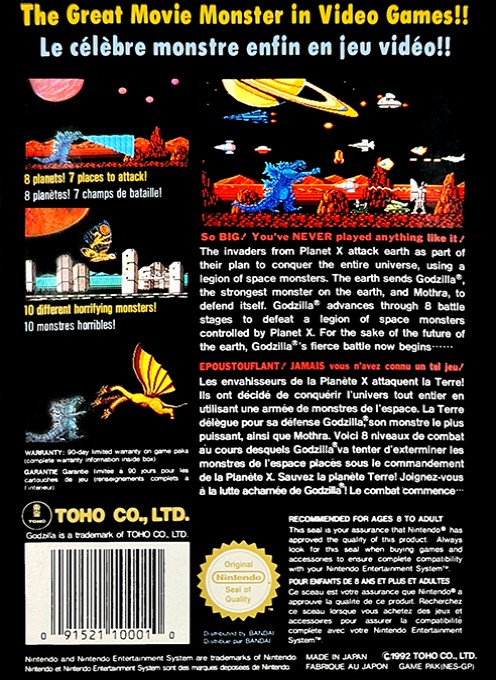 The Great Movie Monster in Video Games!!
Le célèbre monstre enfin en jeu vidéo!!
8 planets! 7 places to attack!
8 planètes! 7 champs de bataille!
10 different horrifying monsters!
10 monstres horribles!
So BIG! You've NEVER played anything like it!
The invaders from Planet X attack earth as part of
their plan to conquer the entire universe, using a
legion of space monsters. The earth sends Godzilla®,
the strongest monster on the earth, and Mothra, to
defend itself. Godzilla® advances through 8 battle
stages to defeat a legion of space monsters
controlled by Planet X. For the sake of the future of
the earth, Godzilla®'s fierce battle now begins······
EPOUSTOUFLANT! JAMAIS vous n'avez connu un tel jeu!
Les envahisseurs de la Planète X attaquent la Terre!
Ils ont décidé de conquérir l'univers tout entier en
utilisant une armée de monstres de l'espace. La Terre
délègue pour sa défense Godzilla®, son monstre le plus
puissant, ainsi que Mothra. Voici 8 niveaux de combat
au cours desquels Godzilla® va tenter d'exterminer les
monstres de l'espace placés sous le commandement
de la Planète X. Sauvez la planète Terre! Joignez-vous
à la lutte acharnée de Godzilla®! Le combat commence···
WARRANTY: 90-day limited warranty on game paks
(complete warranty information inside box)
GARANTIE Garantie limitée à 90 jours pour les
cartouches de jeu (renseignements complets à
l'intérieur)
TOHO
TOHO CO., LTD.
Godzilla is a trademark of TOHO CO., LTD.
0 91521 10001 0
Original
Nintendo
Seal of
Quality
Distributed by BANDAI
Distribué par BANDAI
RECOMMENDED FOR AGES 8 TO ADULT
This seal is your assurance that Nintendo® has
approved the quality of this product. Always
look for this seal when buying games and
accessories to ensure complete compatibility
with your Nintendo Entertainment System™.
POUR ENFANTS DE 8 ANS ET PLUS ET ADULTES
Ce sceau est votre assurance que Nintendo® a
approuvé la qualité de ce produit. Recherchez
ce sceau lorsque vous achetez des jeux et
accessoires pour assurer la compatibilité
complète avec votre Nintendo Entertainment
System™.
Nintendo and Nintendo Entertainment System are trademarks of Nintendo.
Nintendo et Nintendo Entertainment System sont des marques déposées de Nintendo.
MADE IN JAPAN ©1992 TOHO CO., LTD.
FABRIQUE AU JAPON GAME PAK(NES-GP)